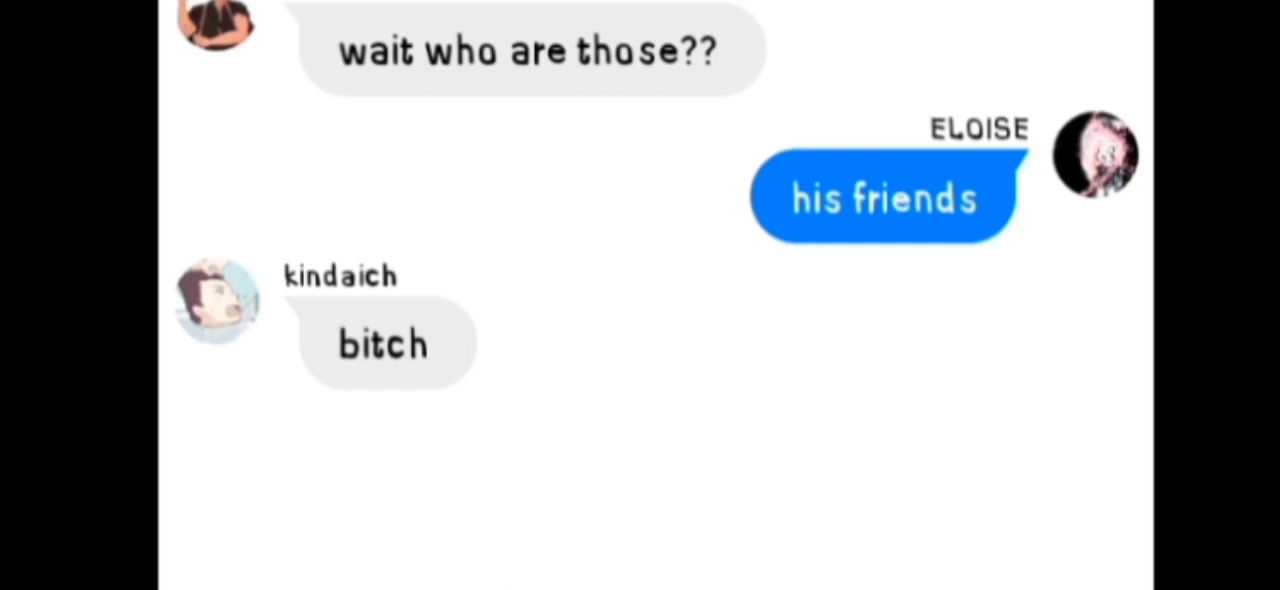 wait who are those??
ELOISE
his friends
kindaich
bitch